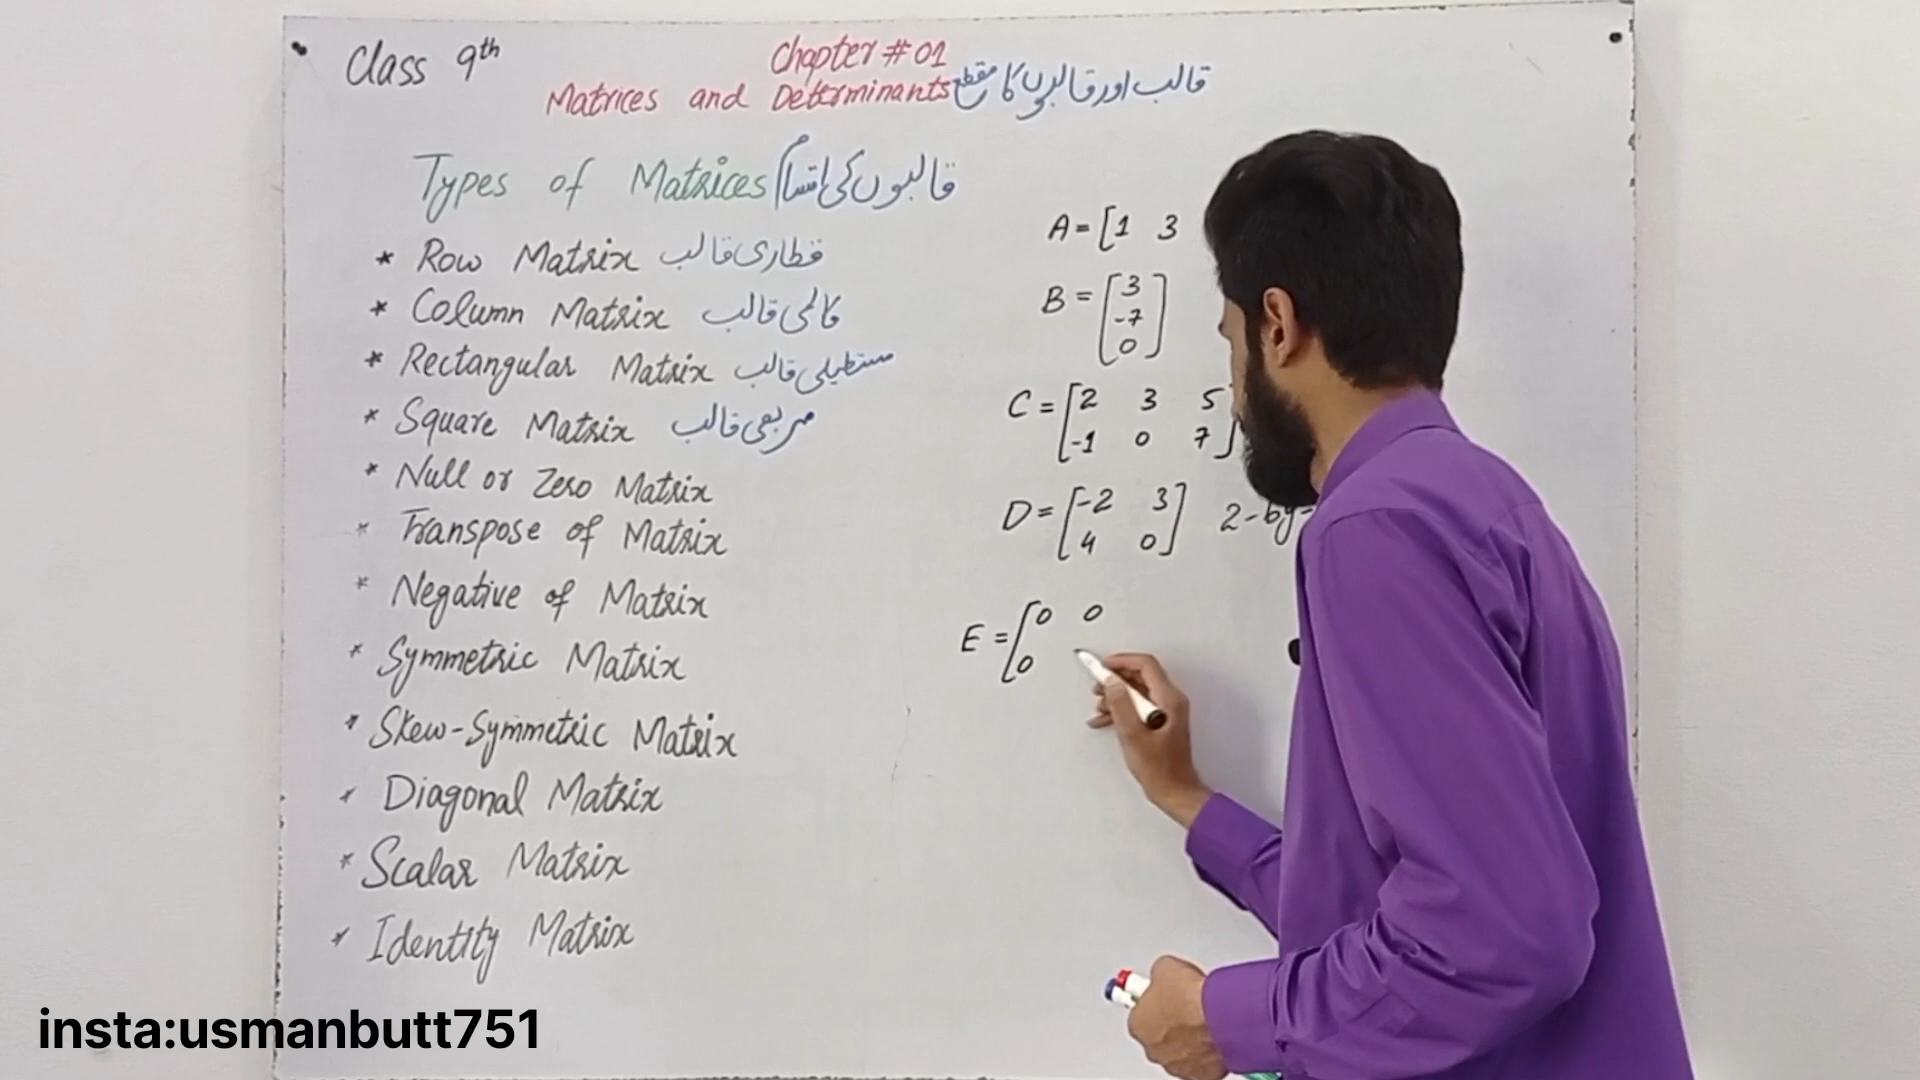 Class 9th
Chapter # 01
Matrices and Determinants قالب اور قالبوں کا مقطع
Types of Matrices قالبوں کی اقسام
* Row Matrix قطاری قالب
* Column Matrix کالمی قالب
* Rectangular Matrix مستطیلی قالب
* Square Matrix مربعی قالب
* Null or Zero Matrix
* Transpose of Matrix
* Negative of Matrix
* Symmetric Matrix
* Skew-Symmetric Matrix
* Diagonal Matrix
* Scalar Matrix
* Identity Matrix
A = [1 3
B = [3
-7
0]
C = [2 3 5
-1 0 7]
D = [-2 3
4 0] 2-by-
E = [0 0
0
insta:usmanbutt751